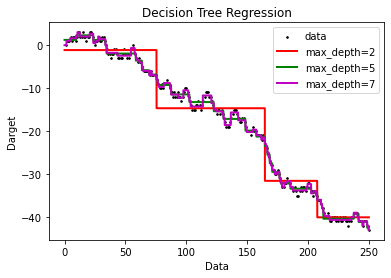 Decision Tree Regression
data
max_depth=2
max_depth=5
max_depth=7
Darget
0
−10
−20
−30
−40
0 50 100 150 200 250
Data